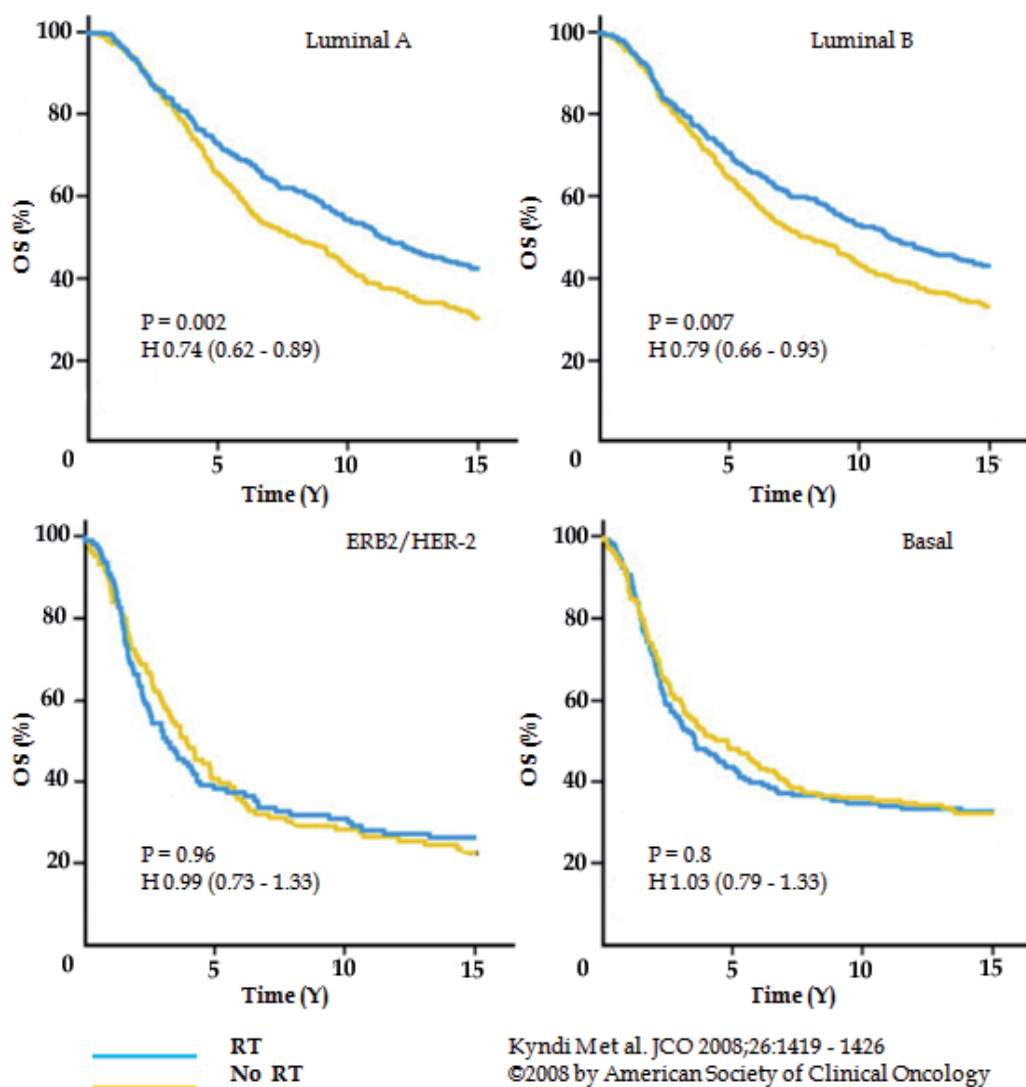 Luminal A
OS (%)
100
80
60
40
20
0
5
10
15
Time (Y)
P = 0.002
H 0.74 (0.62 - 0.89)
Luminal B
OS (%)
100
80
60
40
20
0
5
10
15
Time (Y)
P = 0.007
H 0.79 (0.66 - 0.93)
ERB2/HER-2
OS (%)
100
80
60
40
20
0
5
10
15
Time (Y)
P = 0.96
H 0.99 (0.73 - 1.33)
Basal
OS (%)
100
80
60
40
20
0
5
10
15
Time (Y)
P = 0.8
H 1.03 (0.79 - 1.33)
RT
No RT
Kyndi M et al. JCO 2008;26:1419 - 1426
©2008 by American Society of Clinical Oncology